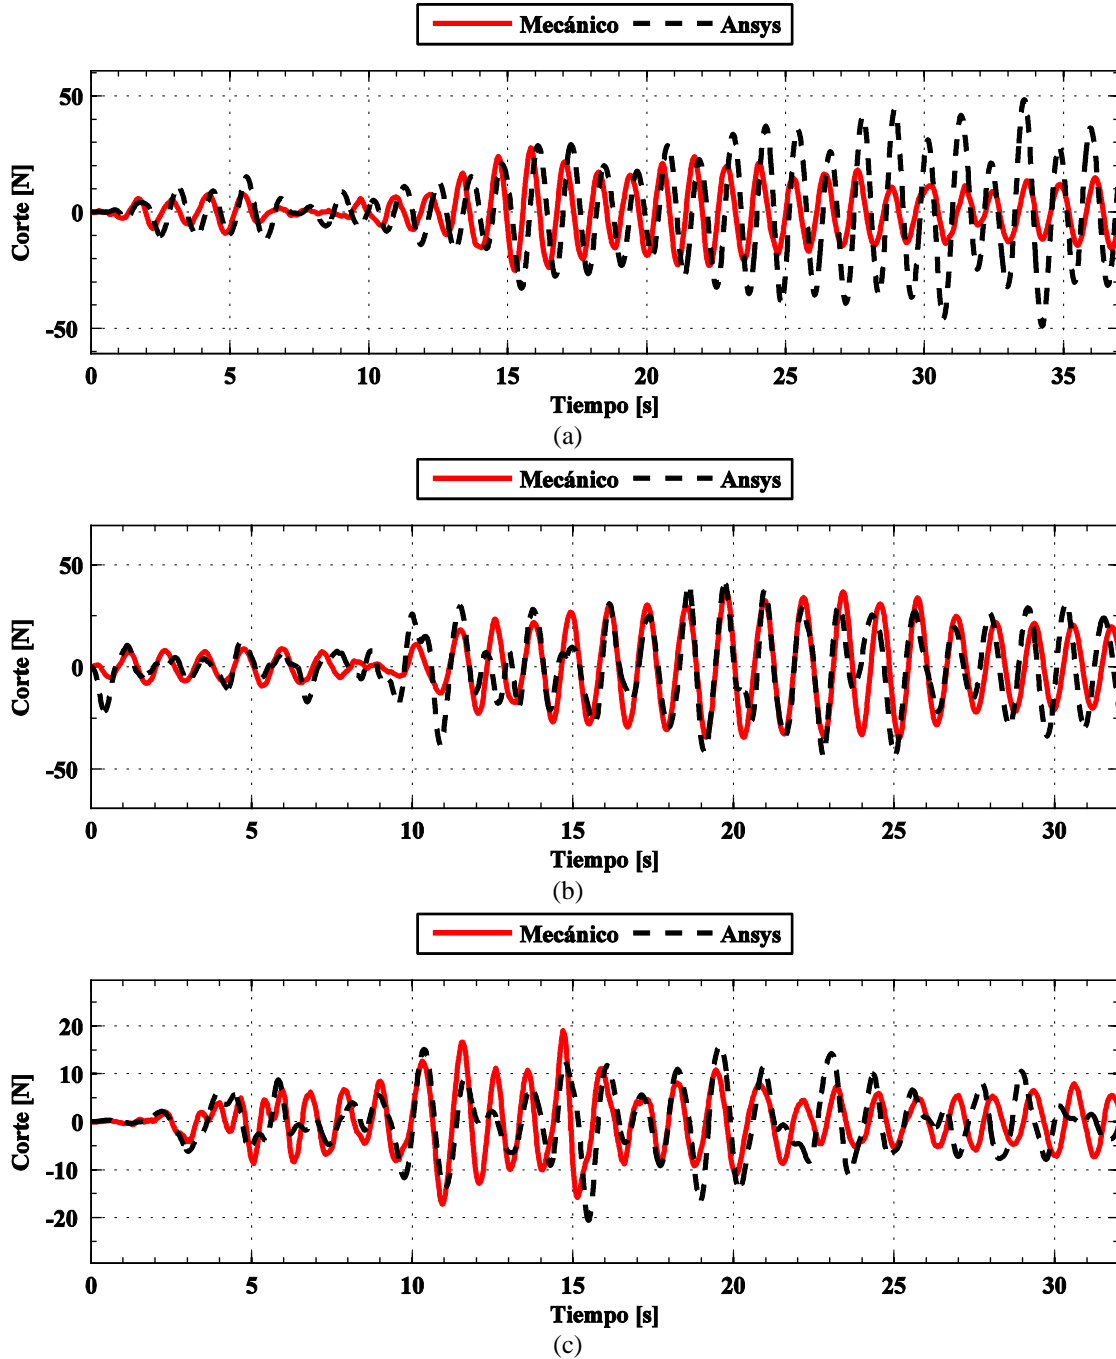 Mecánico Ansys
50
0
-50
Corte [N]
0 5 10 15 20 25 30 35
Tiempo [s]
(a)
Mecánico Ansys
50
0
-50
Corte [N]
0 5 10 15 20 25 30
Tiempo [s]
(b)
Mecánico Ansys
20
10
0
-10
-20
Corte [N]
0 5 10 15 20 25 30
Tiempo [s]
(c)